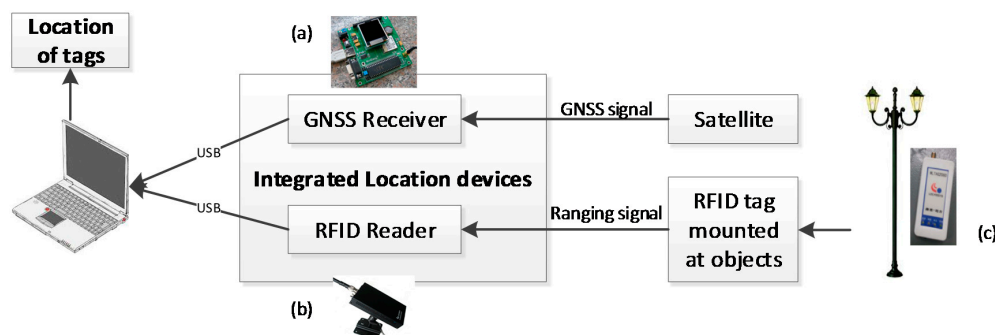 Location
of tags
(a)
GNSS Receiver
GNSS signal
Satellite
USB
Integrated Location devices
USB
RFID Reader
Ranging signal
RFID tag
mounted
at objects
(b)
(c)